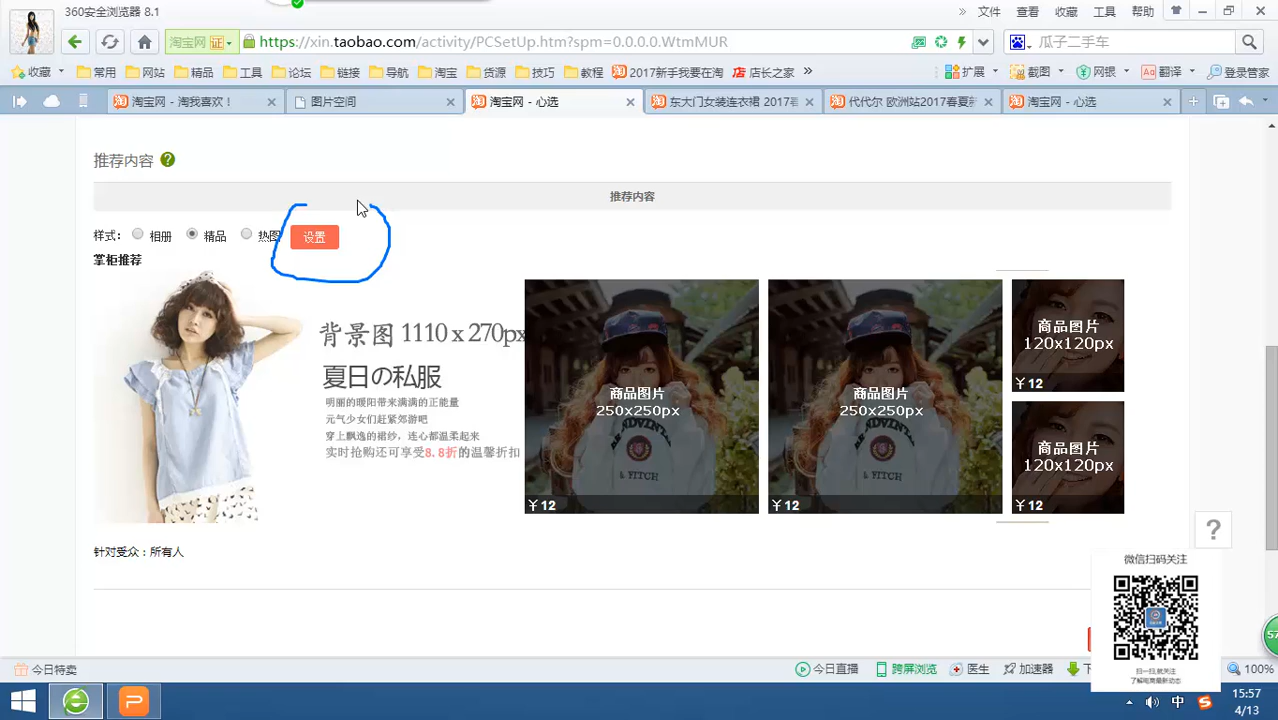 360安全浏览器 8.1
» 文件 查看 收藏 工具 帮助
淘宝网 证 https://xin.taobao.com/activity/PCSetUp.htm?spm=0.0.0.0.WtmMUR 瓜子二手车
收藏 常用 网站 精品 工具 论坛 链接 导航 淘宝 货源 技巧 教程 2017新手要我淘 店长之家 » 扩展 截图 网银 Aa 翻译 登录管家
淘宝网 - 淘我喜欢！ 图片空间 淘宝网 - 心选 东大门女装连衣裙 2017春 代代尔 欧洲站2017春夏新 淘宝网 - 心选
推荐内容 ?
推荐内容
样式： 相册 精品 热图 设置
掌柜推荐
背景图 1110 x 270px
夏日の私服
明丽的暖阳带来满满的正能量
元气少女们赶紧郊游吧
穿上飘逸的裙纱，连心都温柔起来
实时抢购还可享受8.8折的温馨折扣
商品图片
250x250px
￥12
商品图片
250x250px
￥12
商品图片
120x120px
￥12
商品图片
120x120px
￥12
针对受众：所有人
?
微信扫码关注
扫一扫,关注
57
今日特卖 今日直播 跨屏浏览 医生 加速器 下 100%
中
15:57
4/13